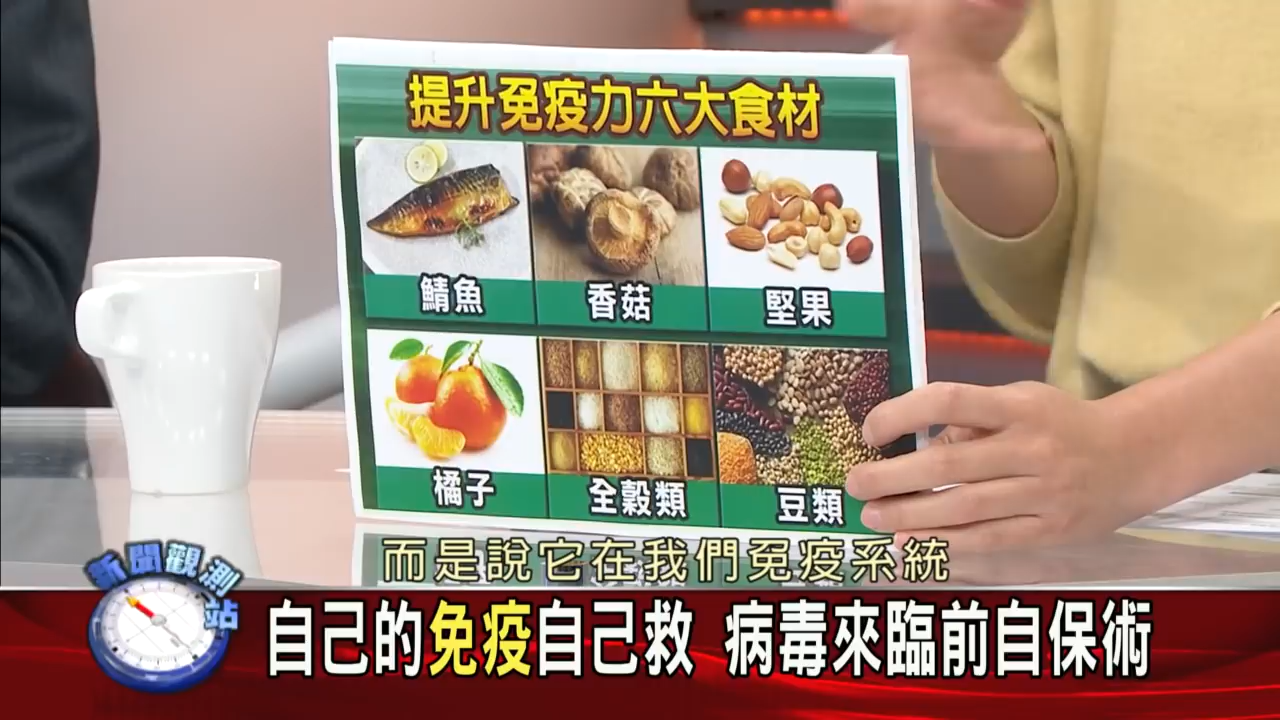 提升免疫力六大食材
鯖魚
香菇
堅果
橘子
全穀類
豆類
而是說它在我們免疫系統
新聞觀測站
自己的免疫自己救 病毒來臨前自保術